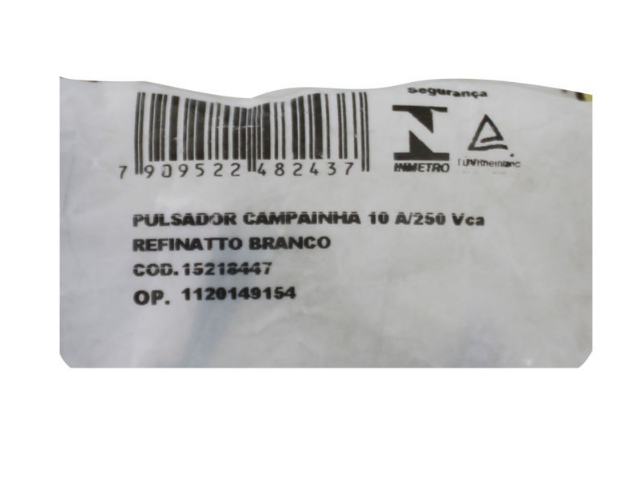 Segurança
7 909522 482437
INMETRO TÜVRheinland
PULSADOR CAMPAINHA 10 A/250 Vca
REFINATTO BRANCO
COD.15218447
OP. 1120149154